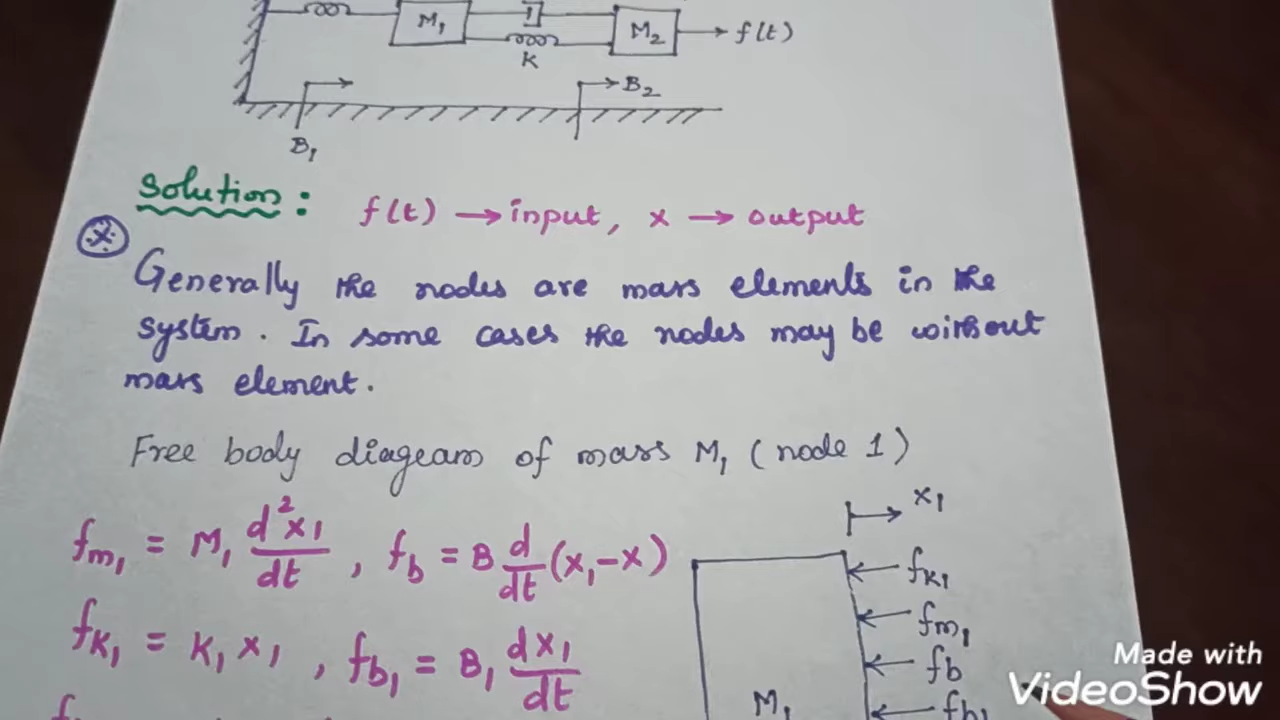 M₁
M₂
f(t)
K
B₂
B₁
Solution :
f(t) → input, x → output
Generally the nodes are mass elements in the
system. In some cases the nodes may be without
mass element.
Free body diagram of mass M₁ (node 1)
x₁
fm₁ = M₁ d²x₁/dt , fb = B d/dt (x₁-x)
fk₁
fm₁
fk₁ = K₁ x₁ , fb₁ = B₁ dx₁/dt
fb
fb₁
M₁
Made with
VideoShow